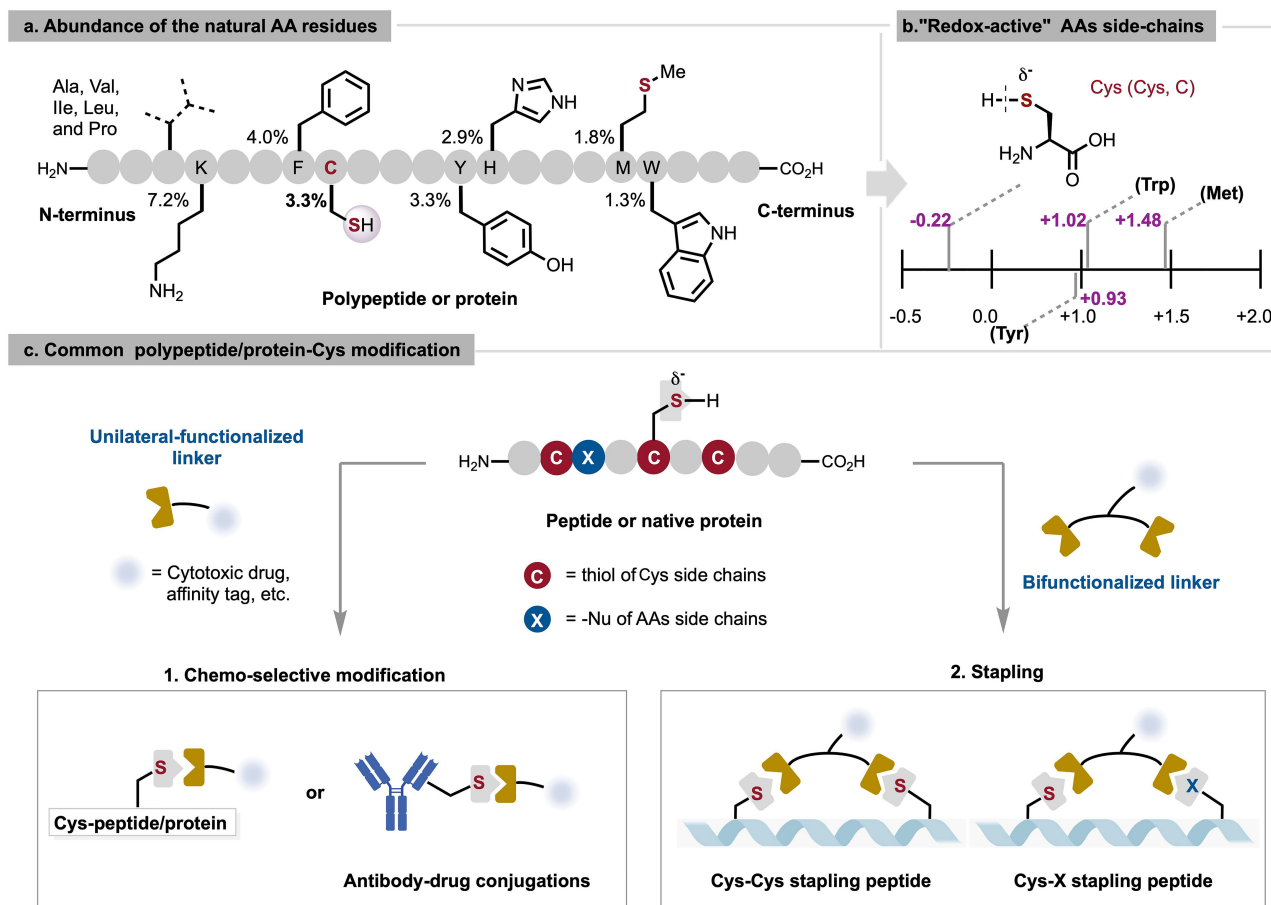 a. Abundance of the natural AA residues
Ala, Val,
Ile, Leu,
and Pro
4.0%
2.9%
N
NH
1.8%
S
Me
H₂N
K
F
C
Y
H
M
W
CO₂H
N-terminus
7.2%
3.3%
3.3%
1.3%
C-terminus
SH
NH
OH
NH₂
Polypeptide or protein
b."Redox-active" AAs side-chains
δ-
H
S
Cys (Cys, C)
H₂N
OH
O
-0.22
+1.02
(Trp)
+1.48
(Met)
+0.93
-0.5
0.0
(Tyr)
+1.0
+1.5
+2.0
c. Common polypeptide/protein-Cys modification
Unilateral-functionalized
linker
= Cytotoxic drug,
affinity tag, etc.
δ-
S
H
H₂N
C
X
C
C
CO₂H
Peptide or native protein
C = thiol of Cys side chains
X = -Nu of AAs side chains
Bifunctionalized linker
1. Chemo-selective modification
S
Cys-peptide/protein
or
S
Antibody-drug conjugations
2. Stapling
S
S
Cys-Cys stapling peptide
S
X
Cys-X stapling peptide